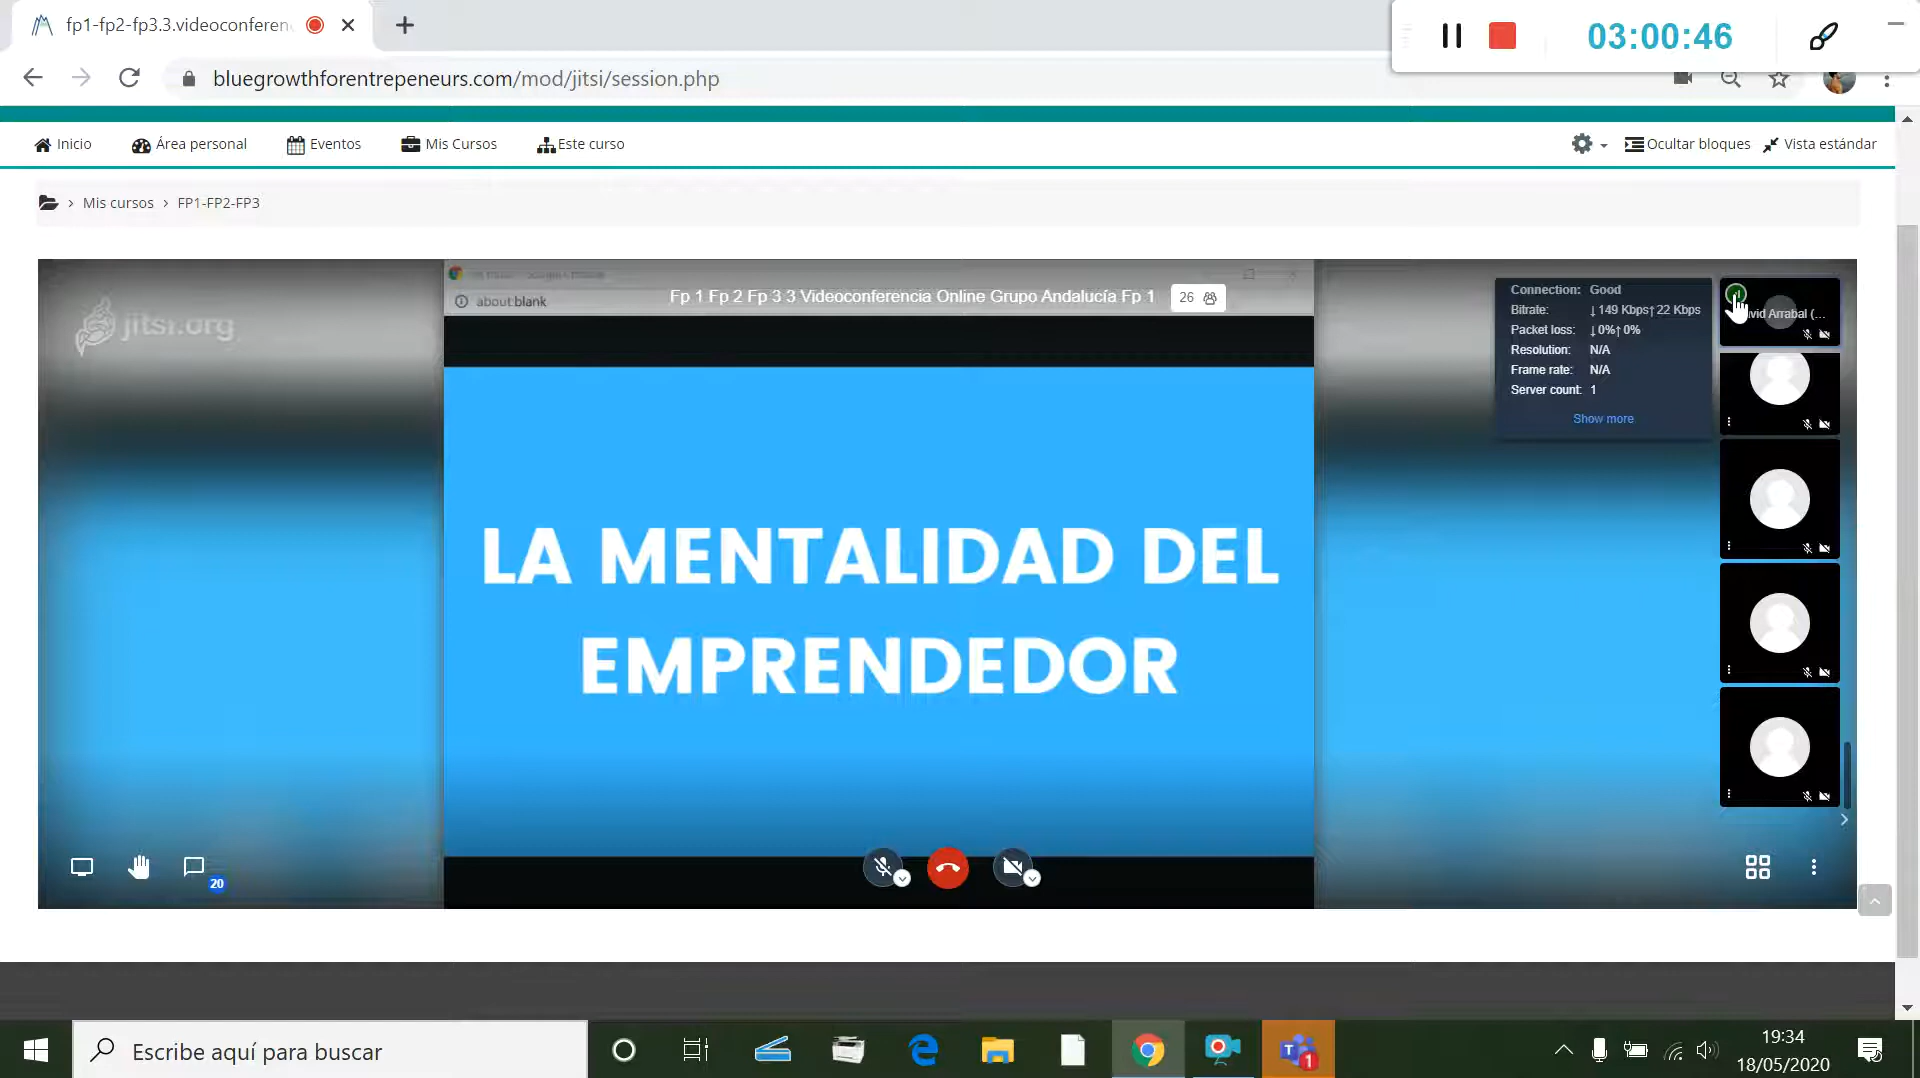 fp1-fp2-fp3.3.videoconferen
03:00:46
bluegrowthforentrepeneurs.com/mod/jitsi/session.php
Inicio
Área personal
Eventos
Mis Cursos
Este curso
Ocultar bloques
Vista estándar
Mis cursos
FP1-FP2-FP3
jitsi.org
about:blank
Fp 1 Fp 2 Fp 3 3 Videoconferencia Online Grupo Andalucía Fp 1
26
Connection: Good
Bitrate: ↓149 Kbps↑ 22 Kbps
Packet loss: ↓0%↑ 0%
Resolution: N/A
Frame rate: N/A
Server count: 1
Show more
vid Arrabal (...
LA MENTALIDAD DEL
EMPRENDEDOR
20
Escribe aquí para buscar
1
19:34
18/05/2020